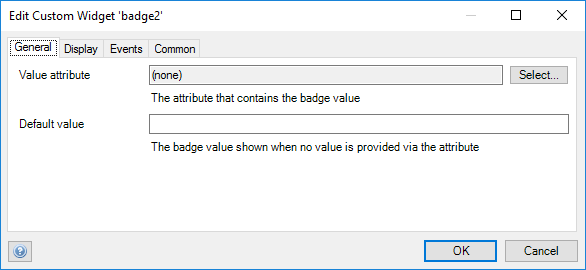 Edit Custom Widget 'badge2'
General Display Events Common
Value attribute (none) Select...
The attribute that contains the badge value
Default value
The badge value shown when no value is provided via the attribute
? OK Cancel